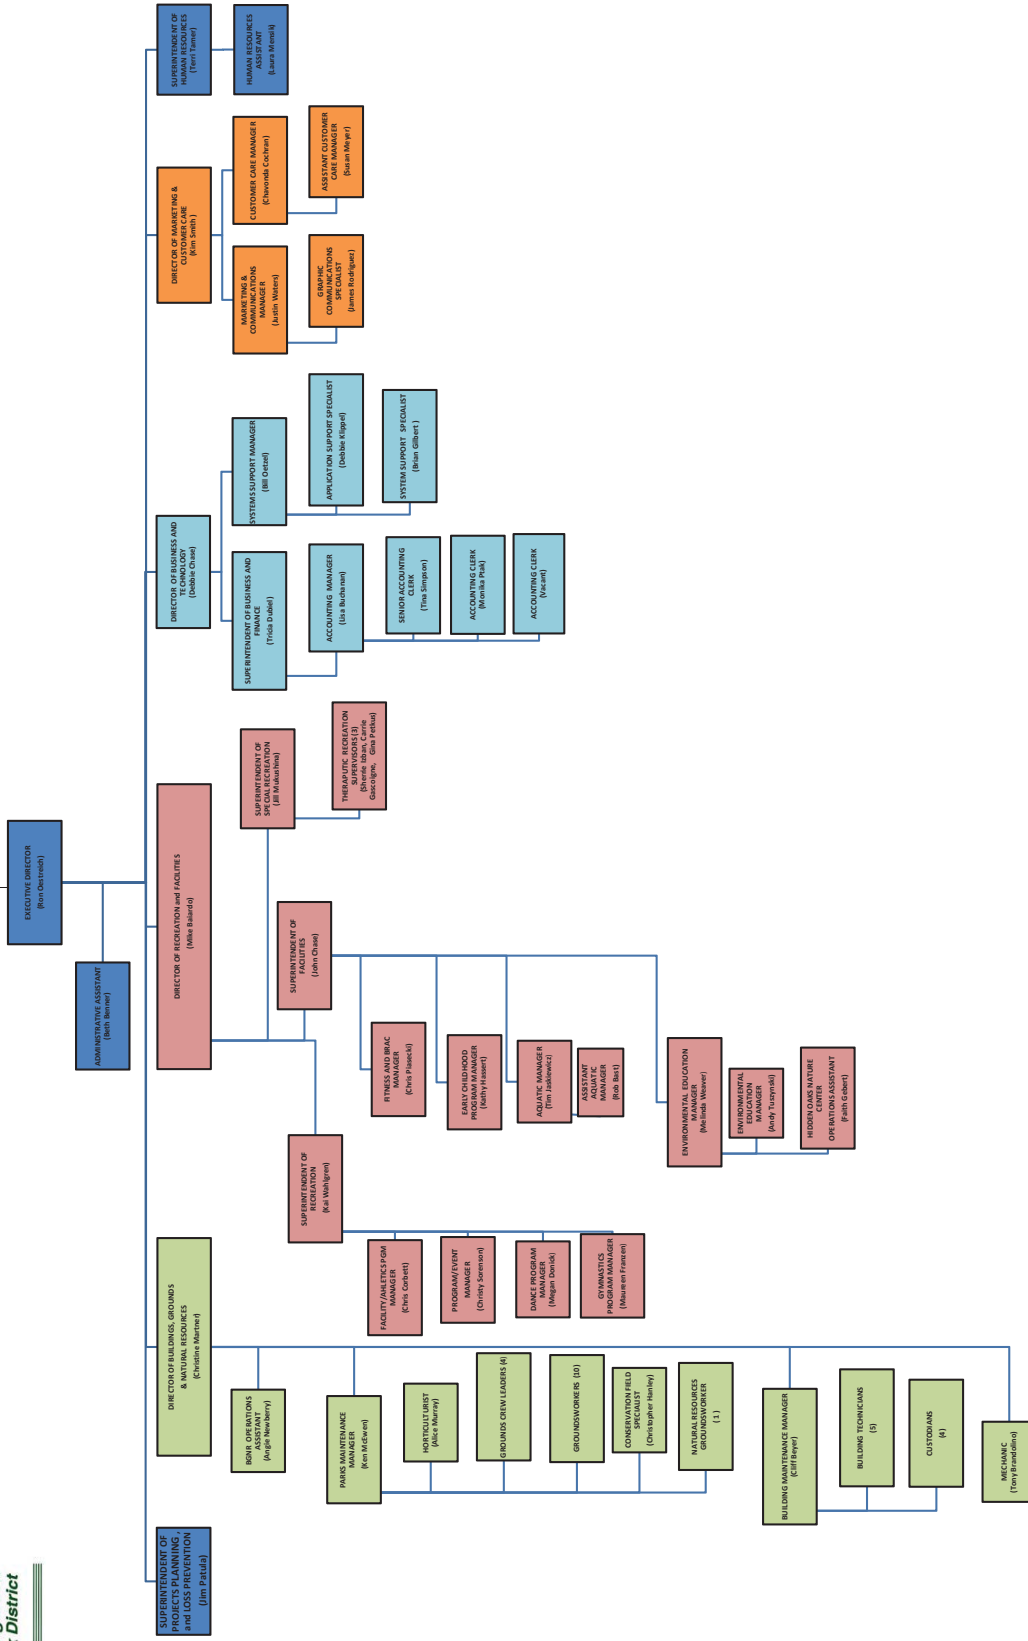 District
EXECUTIVE DIRECTOR
(Ron Oestreich)
ADMINISTRATIVE ASSISTANT
(Beth Benner)
SUPERINTENDENT OF
PROJECTS PLANNING ,
and LOSS PREVENTION
(Jim Patula)
DIRECTOR OF BUILDINGS, GROUNDS
& NATURAL RESOURCES
(Christine Martner)
BGNR OPERATIONS
ASSISTANT
(Angie Newberry)
PARKS MAINTENANCE
MANAGER
(Ken McEwen)
HORTICULTURIST
(Alice Murray)
GROUNDS CREW LEADERS (4)
GROUNDSWORKERS (10)
CONSERVATION FIELD
SPECIALIST
(Christopher Hanley)
NATURAL RESOURCES
GROUNDSWORKER
( 1 )
BUILDING MAINTENANCE MANAGER
(Cliff Beyer)
BUILDING TECHNICIANS
(5)
CUSTODIANS
(4)
MECHANIC
(Tony Brandolino)
DIRECTOR OF RECREATION and FACILITIES
(Mike Baiardo)
SUPERINTENDENT OF
RECREATION
(Kai Wahlgren)
FACILITY/AHLETICS PGM
MANAGER
(Chris Corbett)
PROGRAM/EVENT
MANAGER
(Christy Sorenson)
DANCE PROGRAM
MANAGER
(Megan Donick)
GYMNASTICS
PROGRAM MANAGER
(Maureen Franzen)
SUPERINTENDENT OF
FACILITIES
(John Chase)
FITNESS AND BRAC
MANAGER
(Chris Piasecki)
EARLY CHILDHOOD
PROGRAM MANAGER
(Kathy Hassert)
AQUATIC MANAGER
(Tim Jaskiewicz)
ASSISTANT
AQUATIC
MANAGER
(Rob Bast)
ENVIRONMENTAL EDUCATION
MANAGER
(Melinda Weaver)
ENVIRONMENTAL
EDUCATION
MANAGER
(Andy Tuszynski)
HIDDEN OAKS NATURE
CENTER
OPERATIONS ASSISTANT
(Faith Gebert)
SUPERINTENDENT OF
SPECIAL RECREATION
(Jill Mukushina)
THERAPUTIC RECREATION
SUPERVISORS (3)
(Sherrie Izban, Carrie
Gascoigne, Gina Petkus)
DIRECTOR OF BUSINESS AND
TECHNOLOGY
(Debbie Chase)
SUPERINTENDENT OF BUSINESS AND
FINANCE
(Tricia Dubiel)
ACCOUNTING MANAGER
(Lisa Buchanan)
SENIOR ACCOUNTING
CLERK
(Tina Simpson)
ACCOUNTING CLERK
(Monika Ptak)
ACCOUNTING CLERK
(Vacant)
SYSTEMS SUPPORT MANAGER
(Bill Oetzel)
APPLICATION SUPPORT SPECIALIST
(Debbie Klippel)
SYSTEM SUPPORT SPECIALIST
(Brian Gilbert )
DIRECTOR OF MARKETING &
CUSTOMER CARE
(Kim Smith )
MARKETING &
COMMUNICATIONS
MANAGER
(Justin Waters)
GRAPHIC
COMMUNICATIONS
SPECIALIST
(James Rodriguez)
CUSTOMER CARE MANAGER
(Chavonda Cochran)
ASSISTANT CUSTOMER
CARE MANAGER
(Susan Meyer)
SUPERINTENDENT OF
HUMAN RESOURCES
(Terri Tamer)
HUMAN RESOURCES
ASSISTANT
(Laura Mensik)